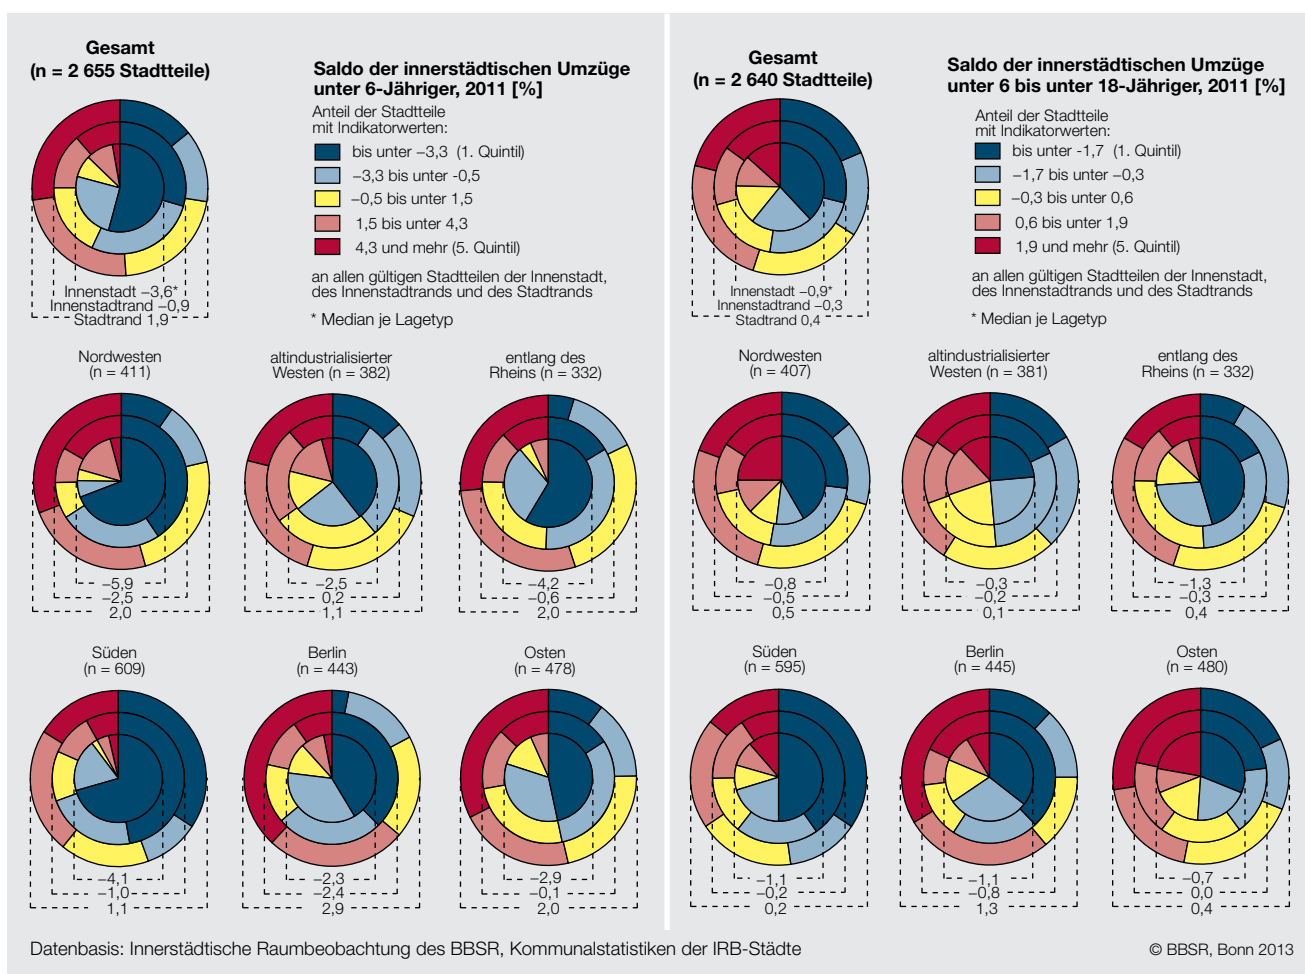 Gesamt
(n = 2 655 Stadtteile)
Saldo der innerstädtischen Umzüge
unter 6-Jähriger, 2011 [%]
Anteil der Stadtteile
mit Indikatorwerten:
bis unter −3,3 (1. Quintil)
−3,3 bis unter -0,5
−0,5 bis unter 1,5
1,5 bis unter 4,3
4,3 und mehr (5. Quintil)
an allen gültigen Stadtteilen der Innenstadt,
des Innenstadtrands und des Stadtrands
* Median je Lagetyp
Innenstadt −3,6*
Innenstadtrand −0,9
Stadtrand 1,9
Nordwesten
(n = 411)
−5,9
−2,5
2,0
altindustrialisierter
Westen (n = 382)
−2,5
0,2
1,1
entlang des
Rheins (n = 332)
−4,2
−0,6
2,0
Süden
(n = 609)
−4,1
−1,0
1,1
Berlin
(n = 443)
−2,3
−2,4
2,9
Osten
(n = 478)
−2,9
−0,1
2,0
Gesamt
(n = 2 640 Stadtteile)
Saldo der innerstädtischen Umzüge
unter 6 bis unter 18-Jähriger, 2011 [%]
Anteil der Stadtteile
mit Indikatorwerten:
bis unter -1,7 (1. Quintil)
−1,7 bis unter −0,3
−0,3 bis unter 0,6
0,6 bis unter 1,9
1,9 und mehr (5. Quintil)
an allen gültigen Stadtteilen der Innenstadt,
des Innenstadtrands und des Stadtrands
* Median je Lagetyp
Innenstadt −0,9*
Innenstadtrand −0,3
Stadtrand 0,4
Nordwesten
(n = 407)
−0,8
−0,5
0,5
altindustrialisierter
Westen (n = 381)
−0,3
−0,2
0,1
entlang des
Rheins (n = 332)
−1,3
−0,3
0,4
Süden
(n = 595)
−1,1
−0,2
0,2
Berlin
(n = 445)
−1,1
−0,8
1,3
Osten
(n = 480)
−0,7
0,0
0,4
Datenbasis: Innerstädtische Raumbeobachtung des BBSR, Kommunalstatistiken der IRB-Städte
© BBSR, Bonn 2013